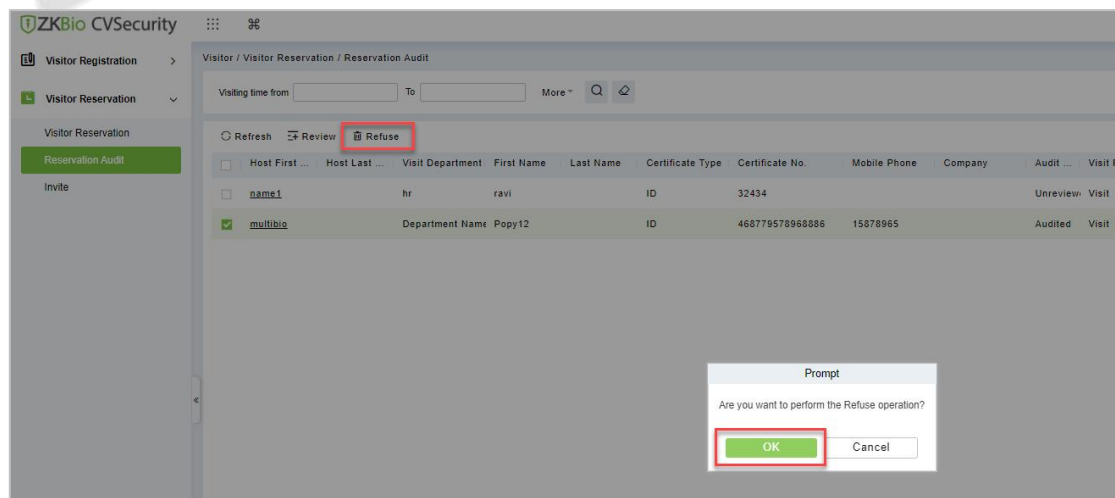 ZKBio CVSecurity
Visitor Registration
Visitor Reservation
Visitor Reservation
Reservation Audit
Invite
Visitor / Visitor Reservation / Reservation Audit
Visiting time from To More
Refresh Review Refuse
Host First ... Host Last ... Visit Department First Name Last Name Certificate Type Certificate No. Mobile Phone Company Audit ... Visit
name1 hr ravi ID 32434 Unreview Visit
multibio Department Name Popy12 ID 468779578968886 15878965 Audited Visit
Prompt
Are you want to perform the Refuse operation?
OK Cancel